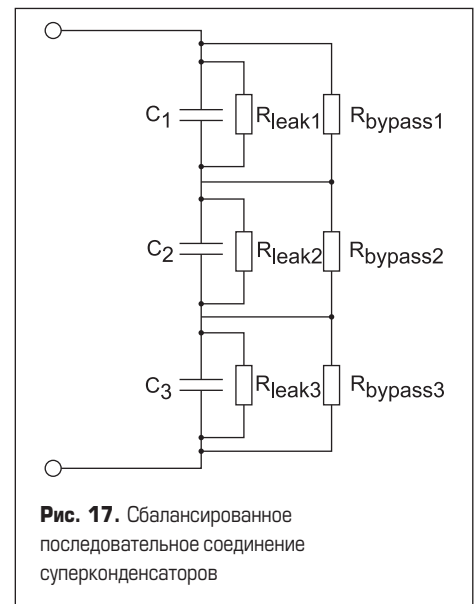 C1 Rleak1 Rbypass1
C2 Rleak2 Rbypass2
C3 Rleak3 Rbypass3
Рис. 17. Сбалансированное
последовательное соединение
суперконденсаторов